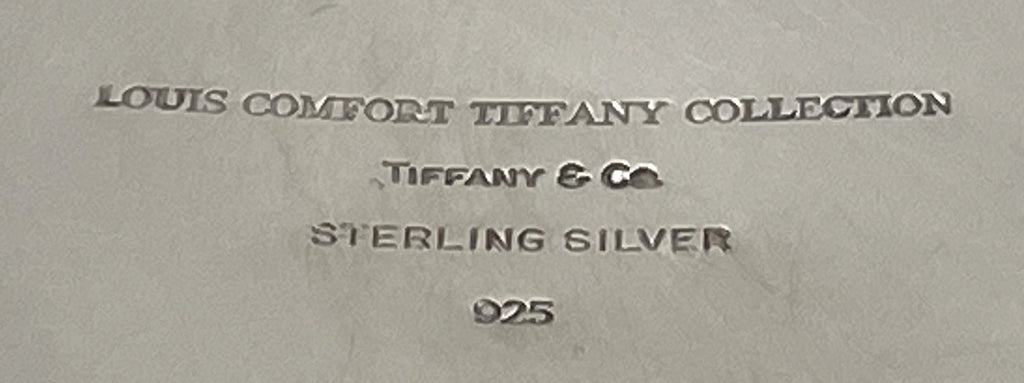 LOUIS COMFORT TIFFANY COLLECTION
TIFFANY & CO.
STERLING SILVER
925